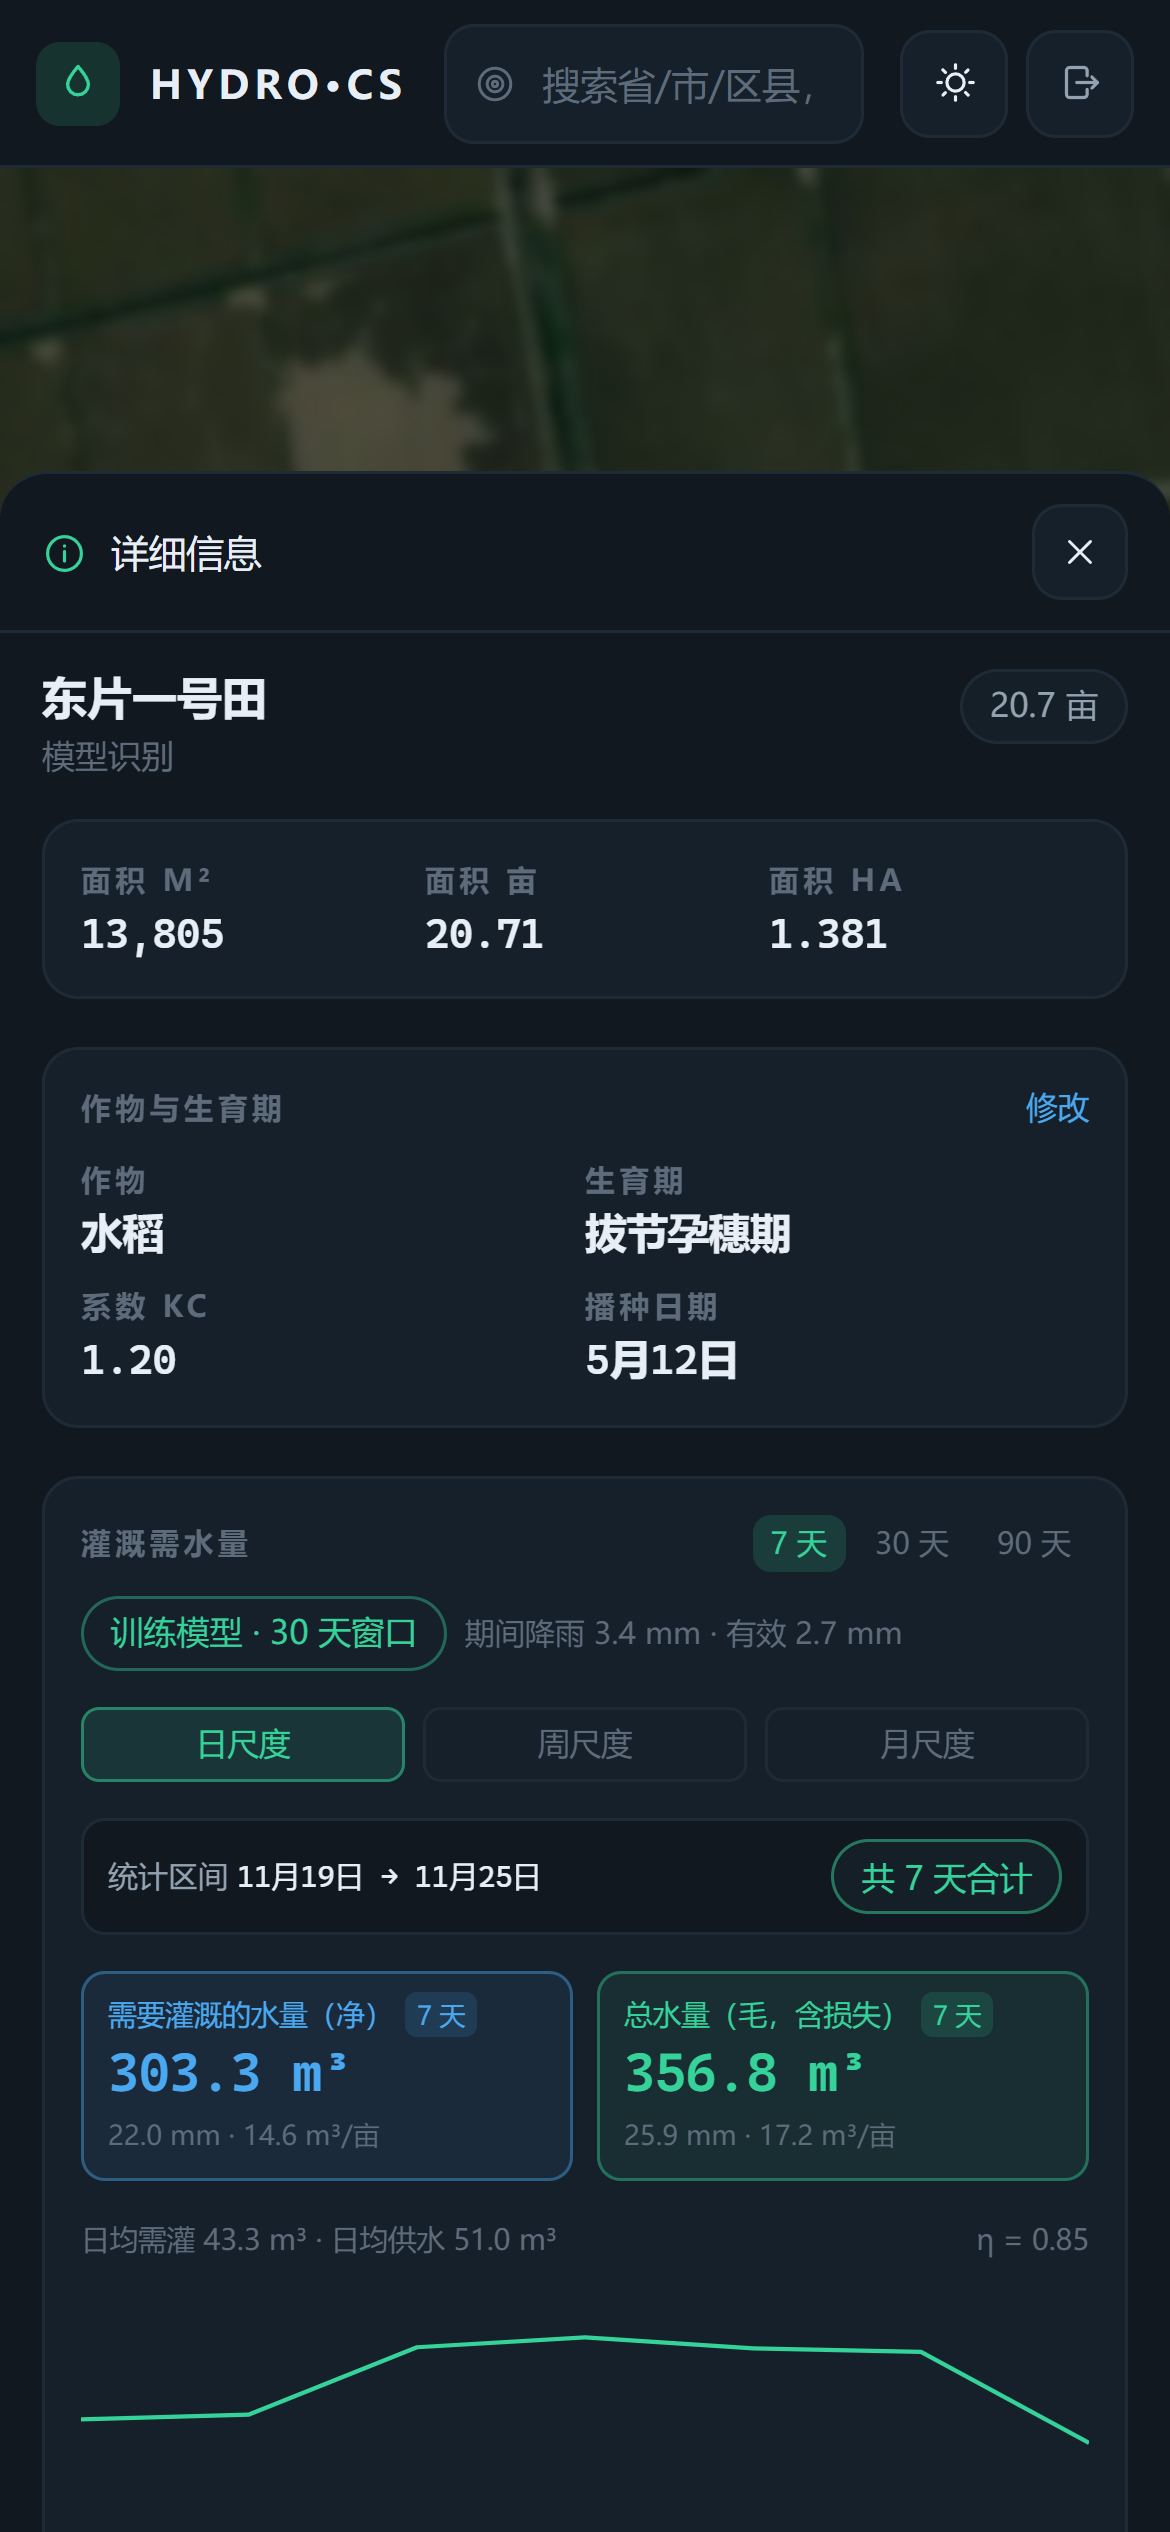 HYDRO•CS
搜索省/市/区县,
详细信息
东片一号田
20.7 亩
模型识别
面积 M²
面积 亩
面积 HA
13,805
20.71
1.381
作物与生育期
修改
作物
生育期
水稻
拔节孕穗期
系数 KC
播种日期
1.20
5月12日
灌溉需水量
7 天
30 天
90 天
训练模型 · 30 天窗口
期间降雨 3.4 mm · 有效 2.7 mm
日尺度
周尺度
月尺度
统计区间 11月19日 → 11月25日
共 7 天合计
需要灌溉的水量（净）
7 天
303.3 m³
22.0 mm · 14.6 m³/亩
总水量（毛，含损失）
7 天
356.8 m³
25.9 mm · 17.2 m³/亩
日均需灌 43.3 m³ · 日均供水 51.0 m³
η = 0.85